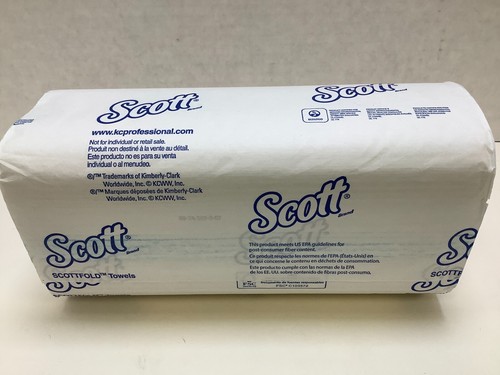 Scott®
www.kcprofessional.com
Not for individual or retail sale.
Produit non destiné à la vente au détail.
Este producto no es para su venta
individual o al menudeo.
®/™ Trademarks of Kimberly-Clark
Worldwide, Inc. © KCWW, Inc.
®/™ Marques déposées de Kimberly-Clark
Worldwide, Inc. © KCWW, Inc.
Scott
Scott®
This product meets US EPA guidelines for
post-consumer fiber content.
Ce produit respecte les normes de l'EPA (États-Unis) en
ce qui concerne le contenu en déchets de consommation.
Este producto cumple con las normas de la EPA
de los EE. UU. sobre contenido de fibras post-consumo.
Scott
SCOTTFOLD™ Towels
Scott
SCOTTFOLD